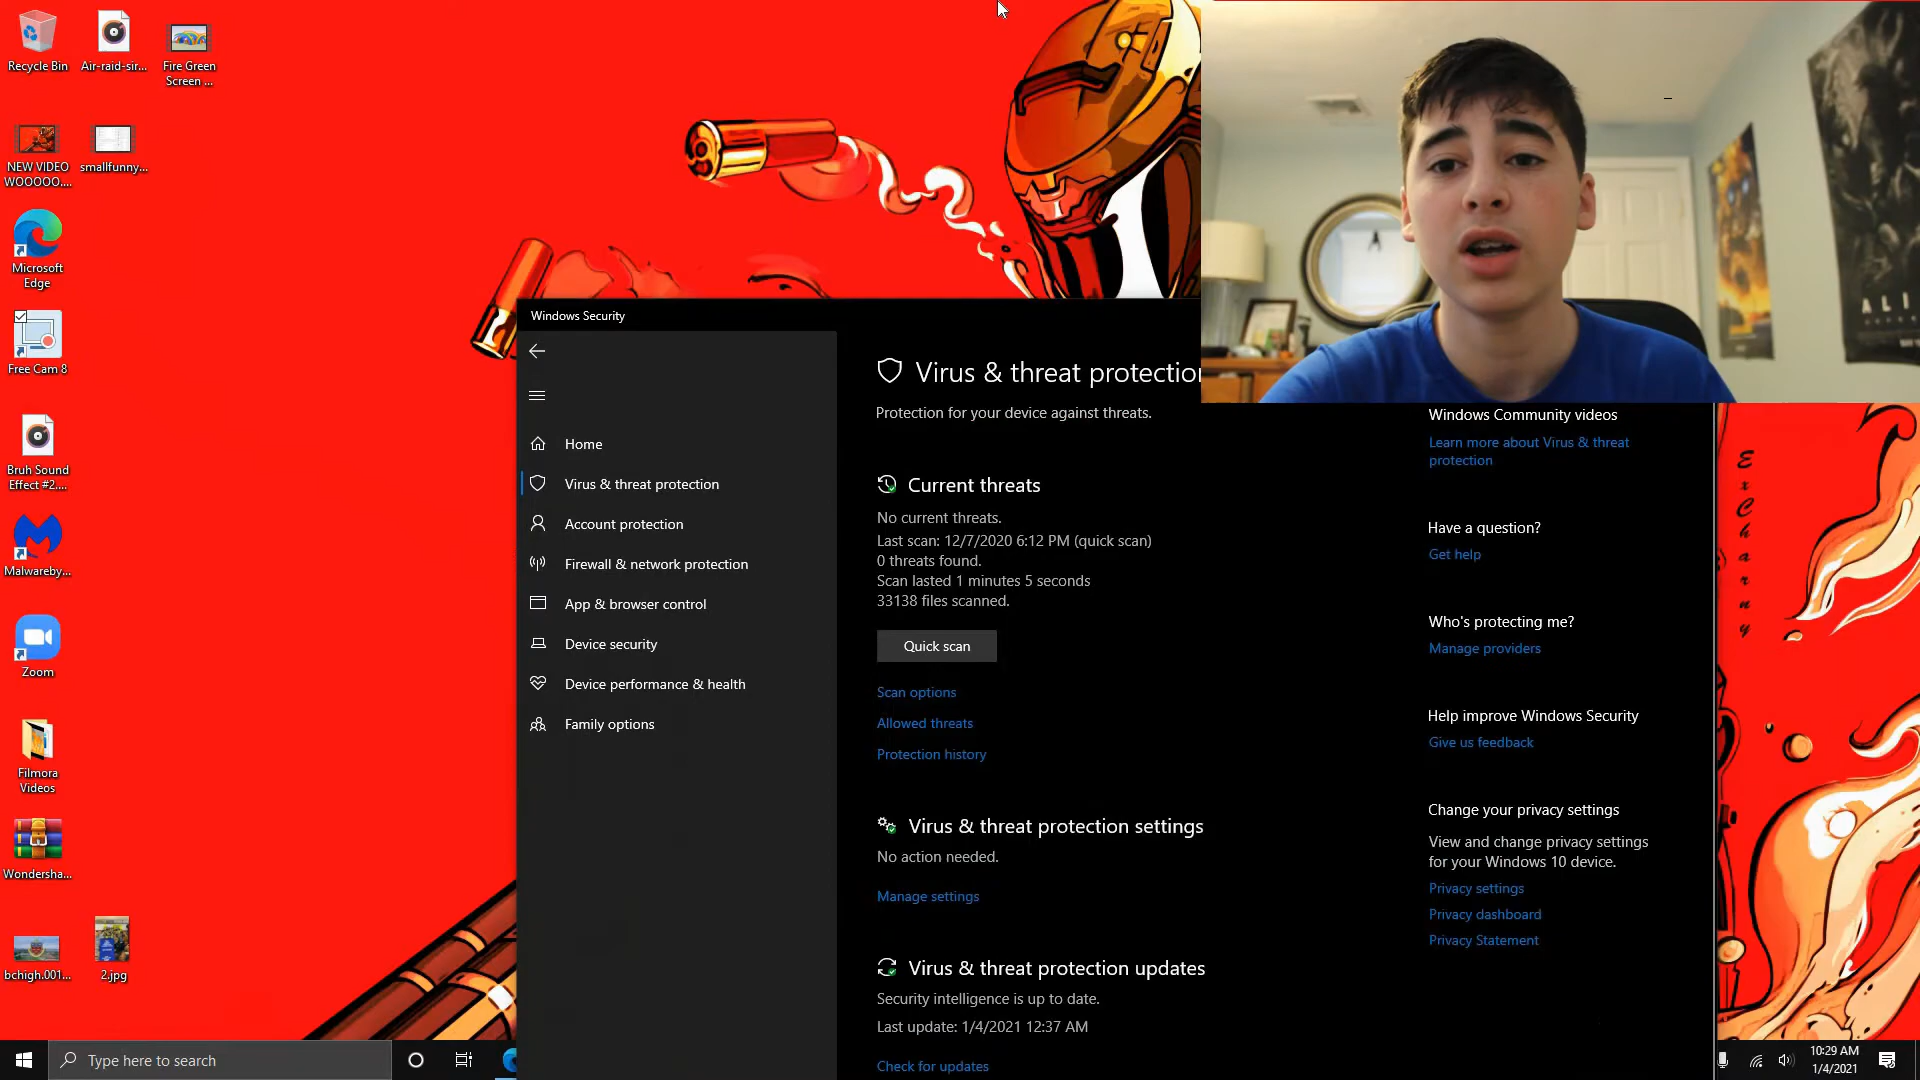 Recycle Bin
Air-raid-sir...
Fire Green
Screen ...
NEW VIDEO
WOOOOO....
smallfunny...
Microsoft
Edge
Free Cam 8
Bruh Sound
Effect #2....
Malwareby...
Zoom
Filmora
Videos
Wondersha...
bchigh.001...
2.jpg
Windows Security
Home
Virus & threat protection
Account protection
Firewall & network protection
App & browser control
Device security
Device performance & health
Family options
Virus & threat protection
Protection for your device against threats.
Current threats
No current threats.
Last scan: 12/7/2020 6:12 PM (quick scan)
0 threats found.
Scan lasted 1 minutes 5 seconds
33138 files scanned.
Quick scan
Scan options
Allowed threats
Protection history
Virus & threat protection settings
No action needed.
Manage settings
Virus & threat protection updates
Security intelligence is up to date.
Last update: 1/4/2021 12:37 AM
Check for updates
Windows Community videos
Learn more about Virus & threat
protection
Have a question?
Get help
Who's protecting me?
Manage providers
Help improve Windows Security
Give us feedback
Change your privacy settings
View and change privacy settings
for your Windows 10 device.
Privacy settings
Privacy dashboard
Privacy Statement
ExCharny
ALI
Type here to search
10:29 AM
1/4/2021